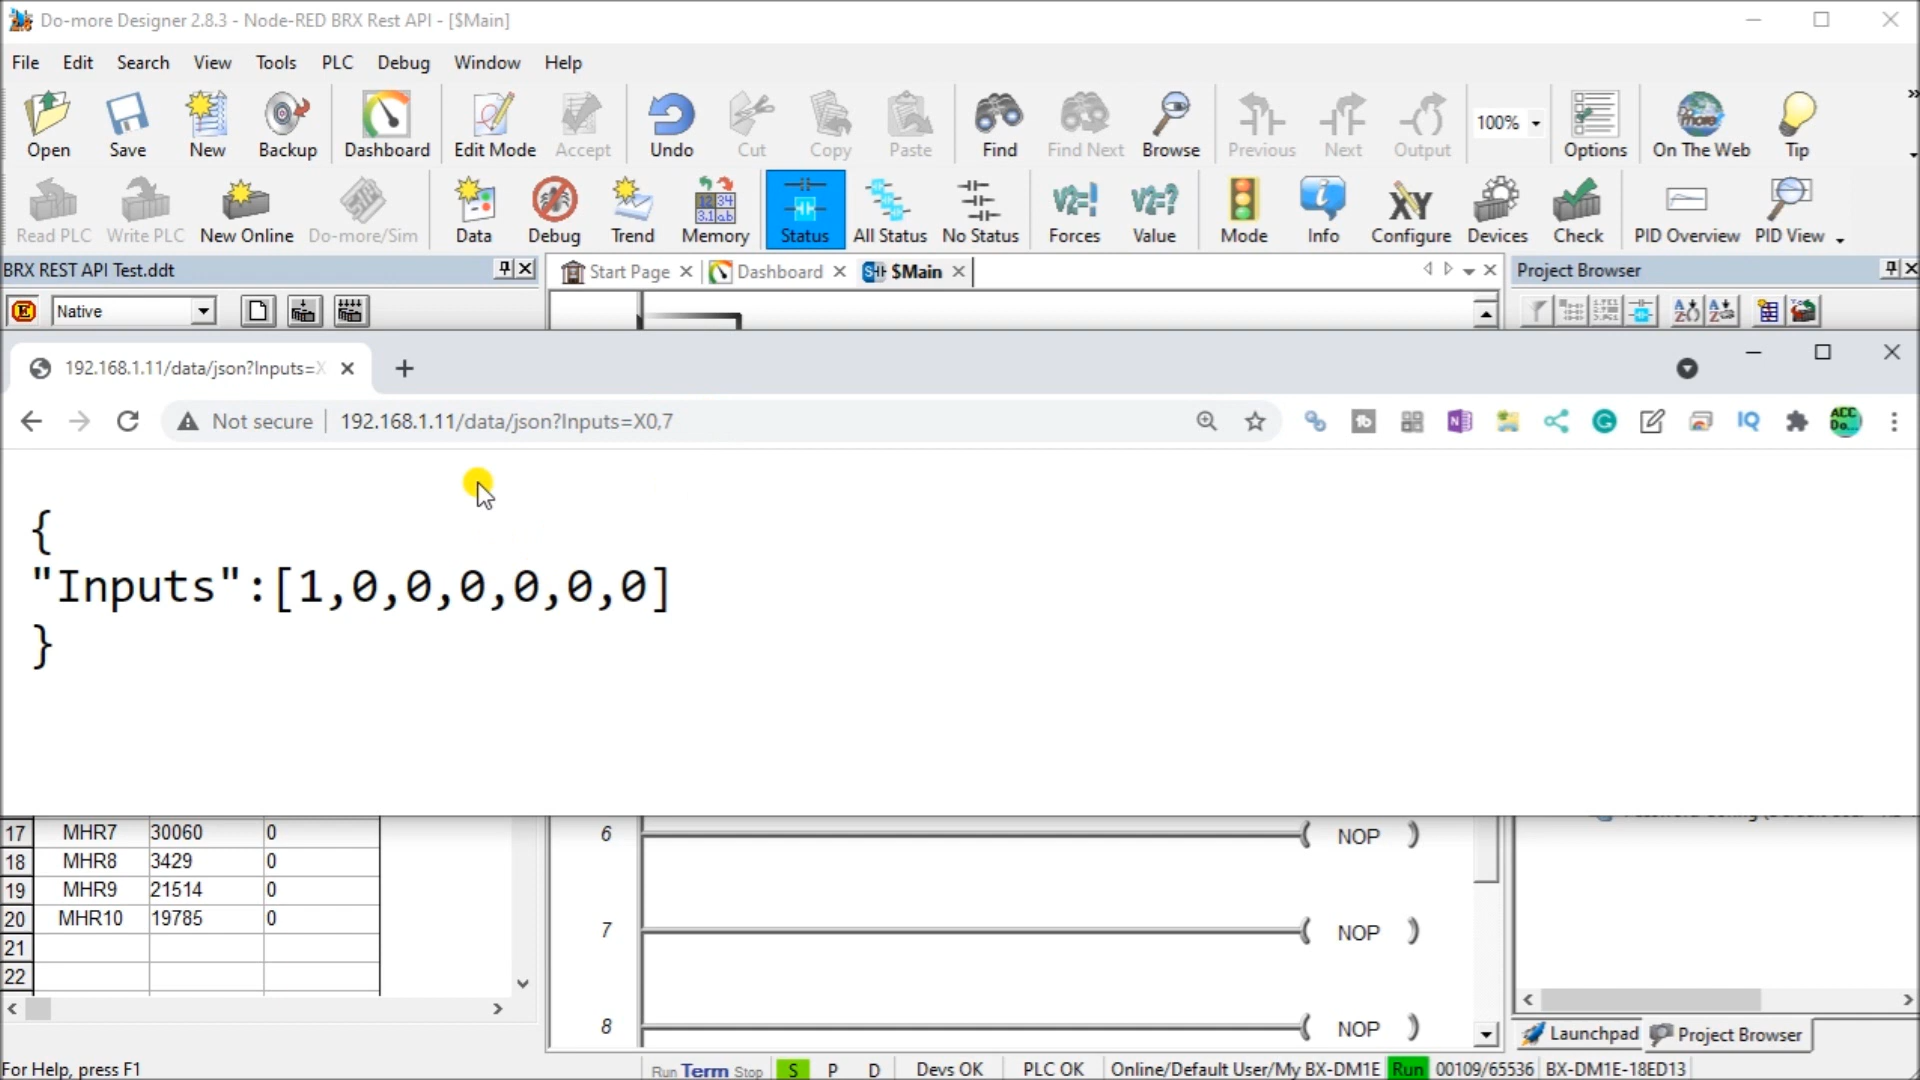 Do-more Designer 2.8.3 - Node-RED BRX Rest API - [$Main]
File Edit Search View Tools PLC Debug Window Help
Open Save New Backup Dashboard Edit Mode Accept Undo Cut Copy Paste Find Find Next Browse Previous Next Output 100% Options On The Web Tip
Read PLC Write PLC New Online Do-more/Sim Data Debug Trend Memory Status All Status No Status Forces Value Mode Info Configure Devices Check PID Overview PID View
BRX REST API Test.ddt Start Page Dashboard $Main Project Browser
Native
192.168.1.11/data/json?Inputs=X
Not secure 192.168.1.11/data/json?Inputs=X0,7
{
"Inputs":[1,0,0,0,0,0,0]
}
17 MHR7 30060 0
18 MHR8 3429 0
19 MHR9 21514 0
20 MHR10 19785 0
21
22
6 NOP
7 NOP
8 NOP
Launchpad Project Browser
For Help, press F1 Run Term Stop S P D Devs OK PLC OK Online/Default User/My BX-DM1E Run 00109/65536 BX-DM1E-18ED13